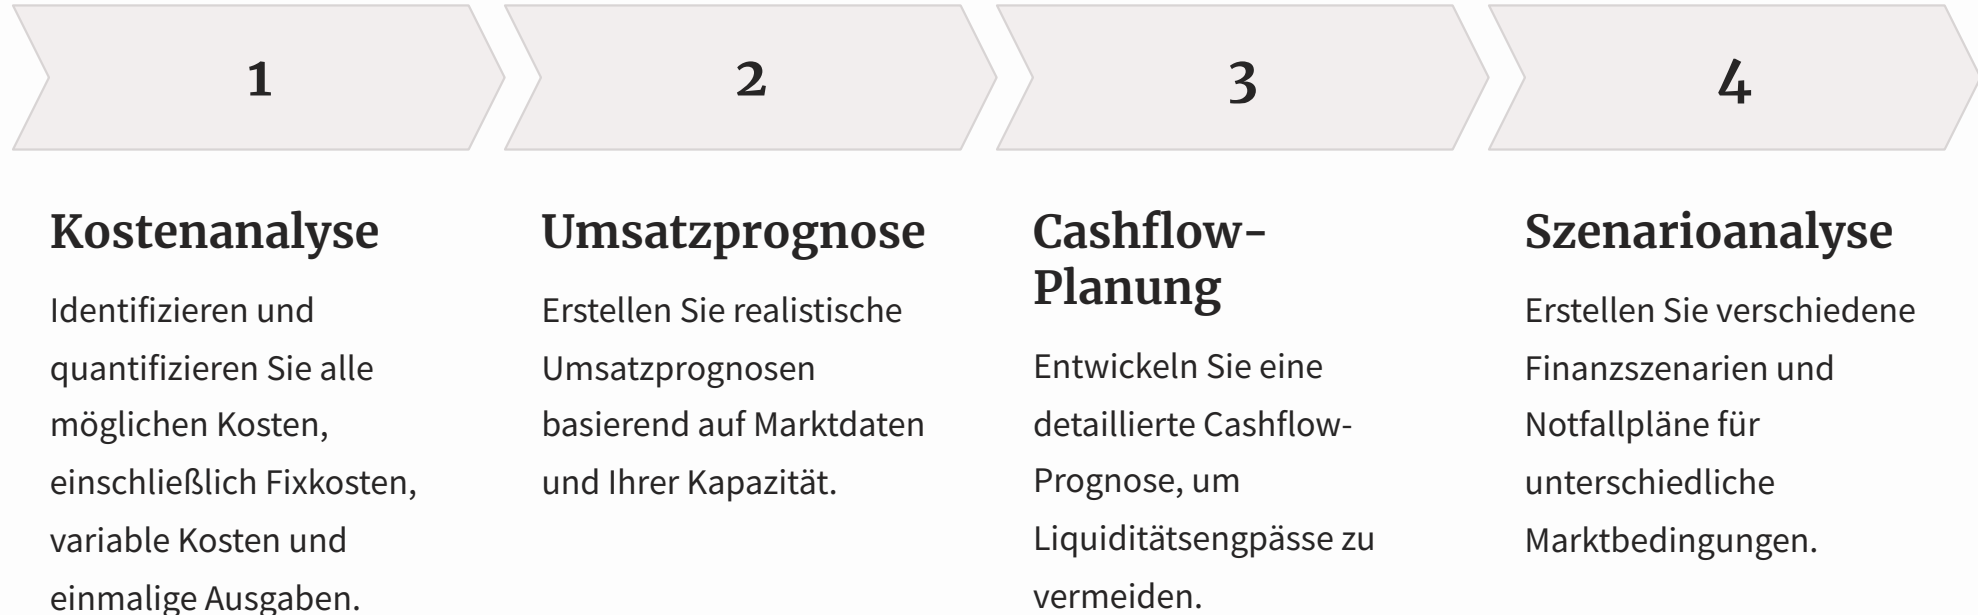 1
2
3
4
Kostenanalyse
Identifizieren und
quantifizieren Sie alle
möglichen Kosten,
einschließlich Fixkosten,
variable Kosten und
einmalige Ausgaben.
Umsatzprognose
Erstellen Sie realistische
Umsatzprognosen
basierend auf Marktdaten
und Ihrer Kapazität.
Cashflow-
Planung
Entwickeln Sie eine
detaillierte Cashflow-
Prognose, um
Liquiditätsengpässe zu
vermeiden.
Szenarioanalyse
Erstellen Sie verschiedene
Finanzszenarien und
Notfallpläne für
unterschiedliche
Marktbedingungen.